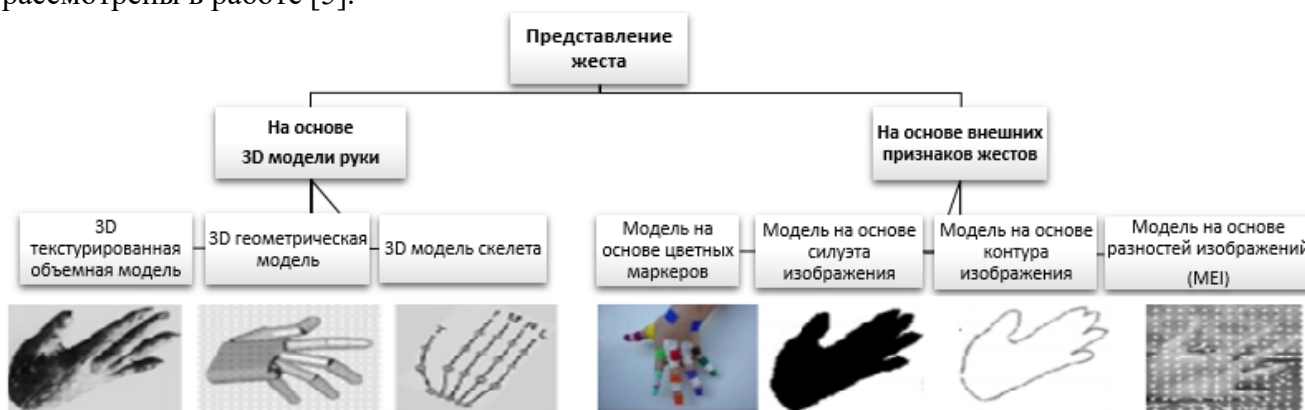 рассмотрены в работе [5].
Представление
жеста
На основе
3D модели руки
На основе внешних
признаков жестов
3D
текстурированная
объемная модель
3D геометрическая
модель
3D модель скелета
Модель на
основе цветных
маркеров
Модель на основе
силуэта
изображения
Модель на основе
контура
изображения
Модель на основе
разностей изображений
(MEI)